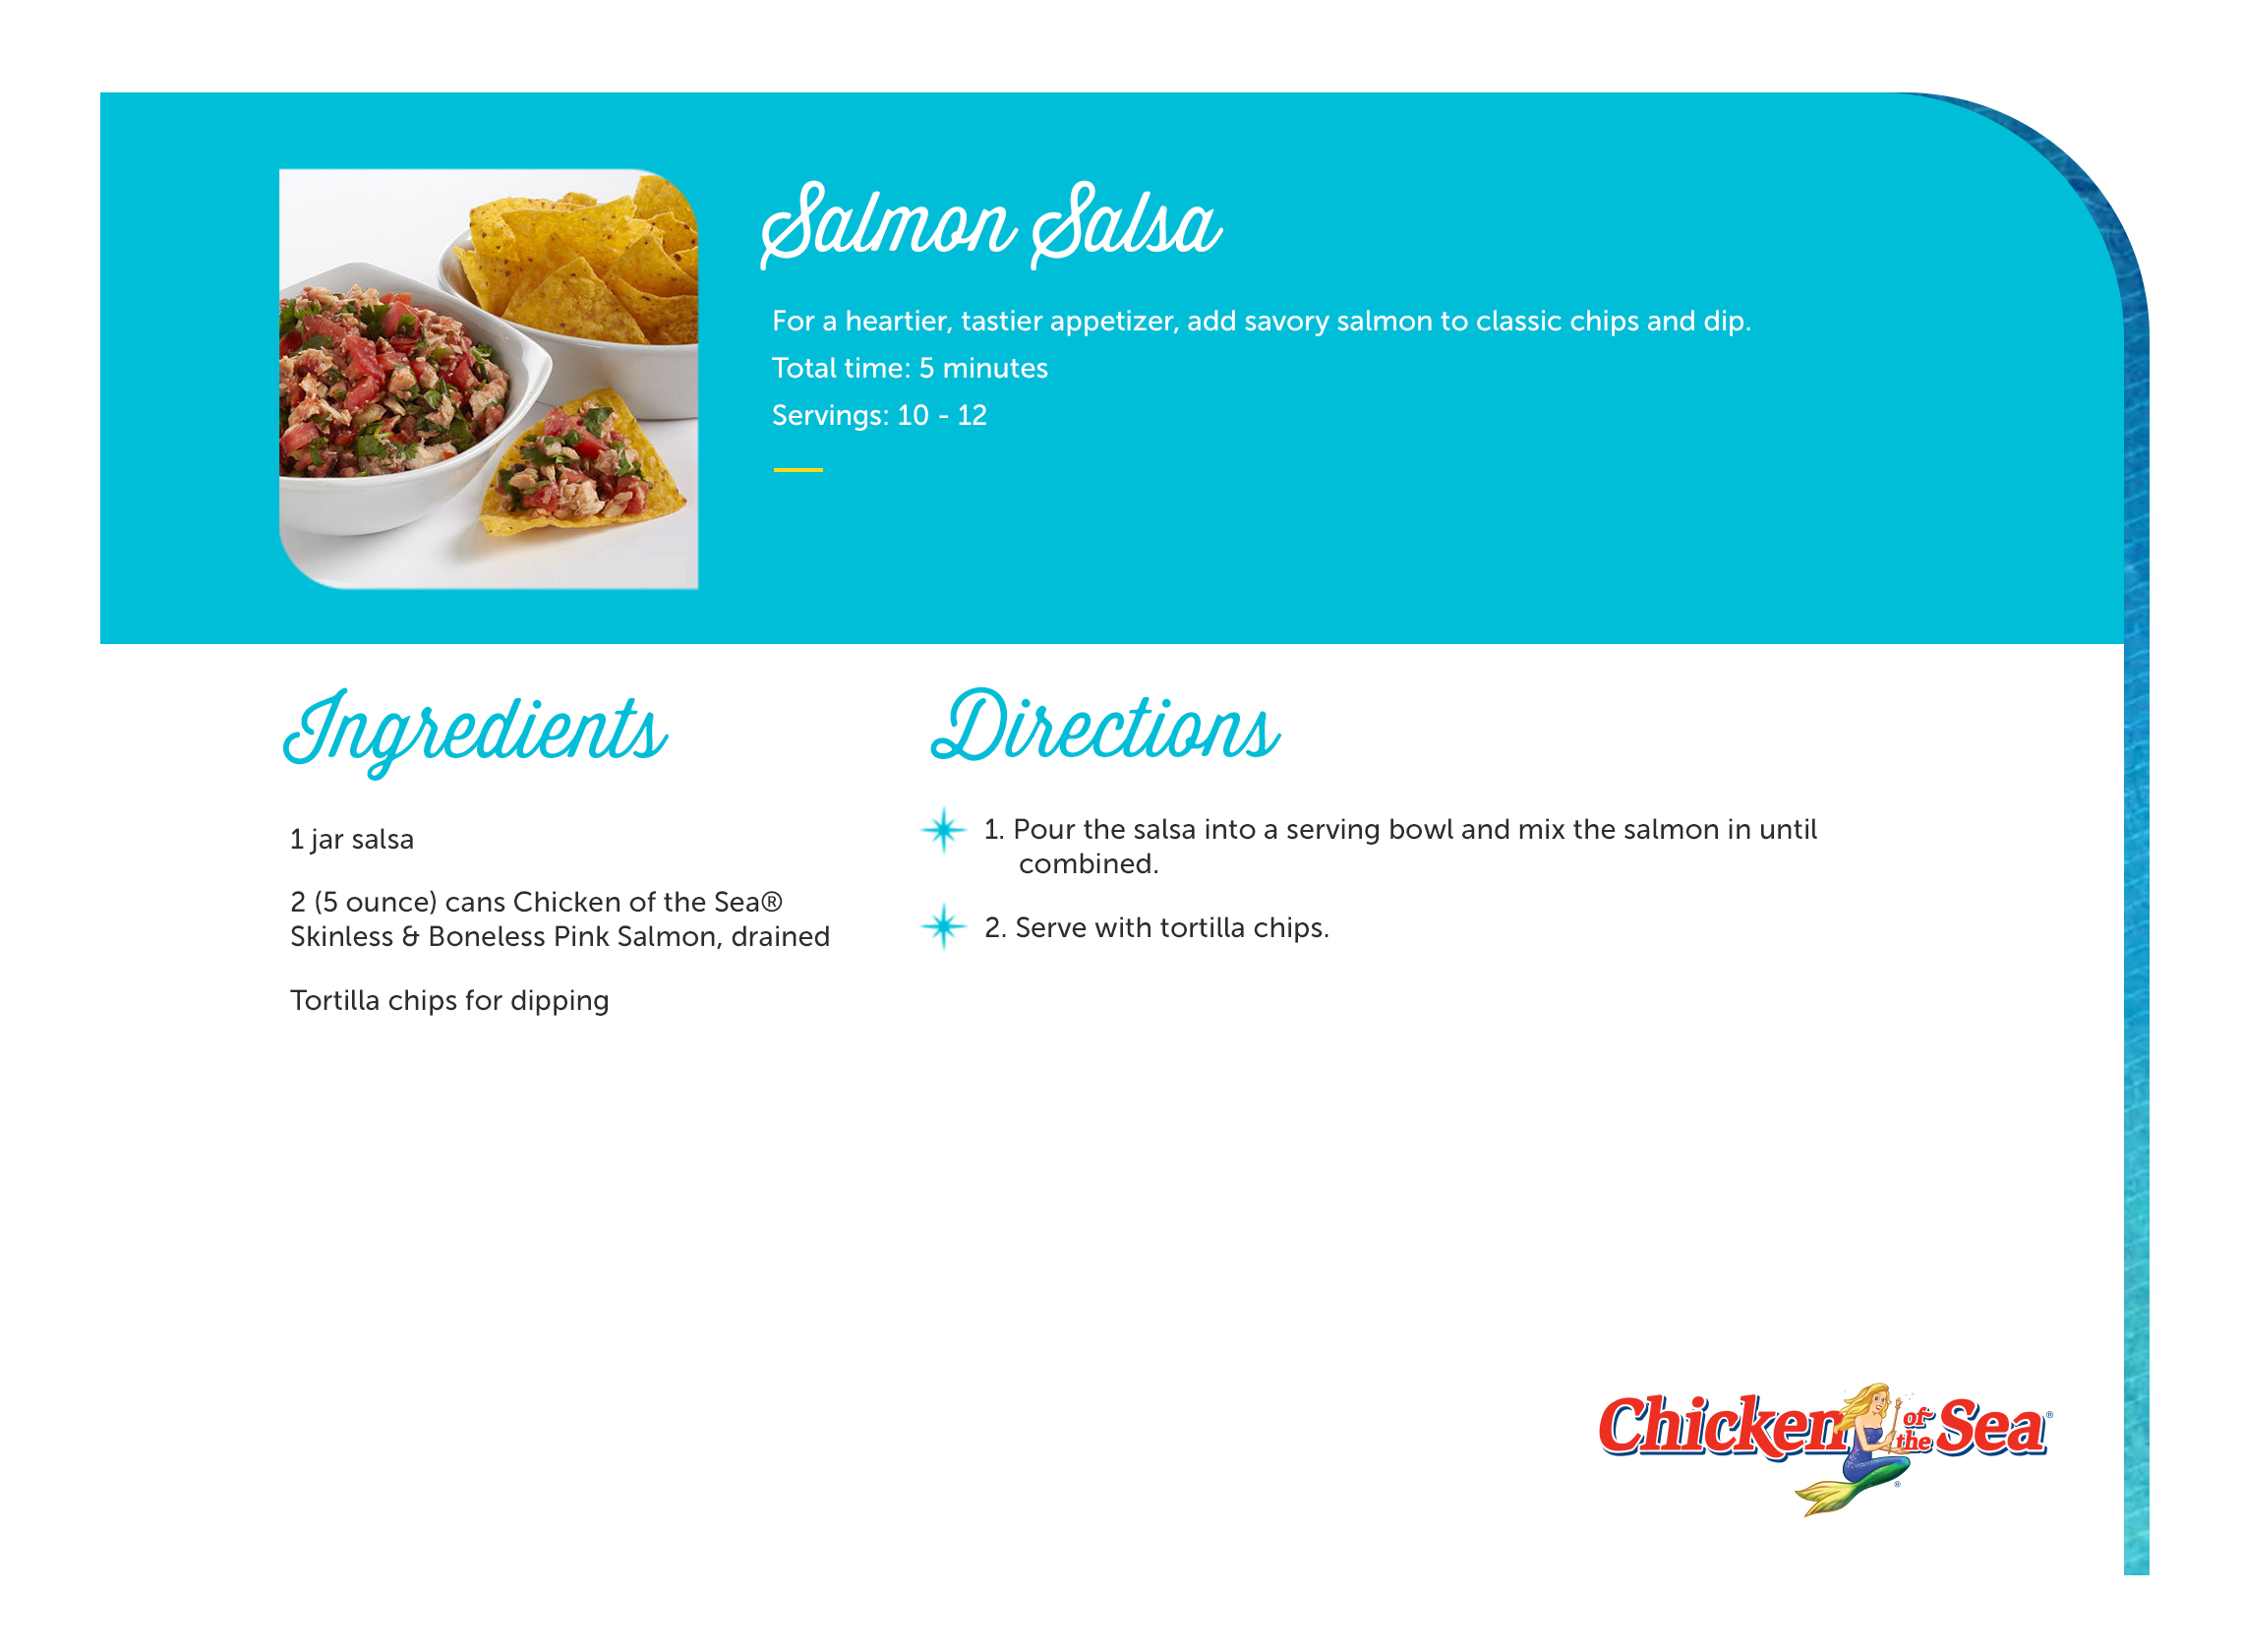 Salmon Salsa
For a heartier, tastier appetizer, add savory salmon to classic chips and dip.
Total time: 5 minutes
Servings: 10 - 12
Ingredients
1 jar salsa
2 (5 ounce) cans Chicken of the Sea®
Skinless & Boneless Pink Salmon, drained
Tortilla chips for dipping
Directions
1. Pour the salsa into a serving bowl and mix the salmon in until
combined.
2. Serve with tortilla chips.
Chicken of the Sea®
®